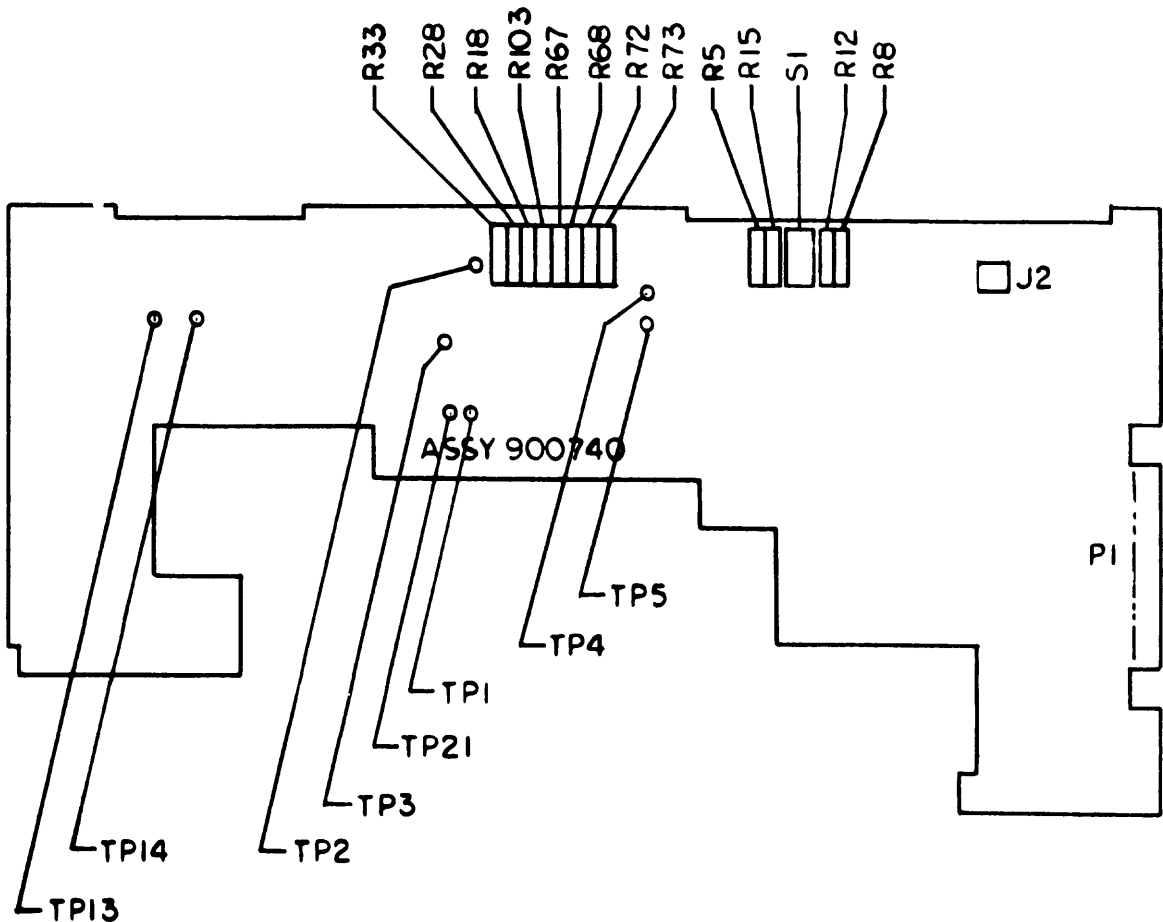 R33
R28
R18
R103
R67
R68
R72
R73
R5
R15
S1
R12
R8
J2
ASSY 900740
P1
TP5
TP4
TP1
TP21
TP3
TP14
TP2
TP13